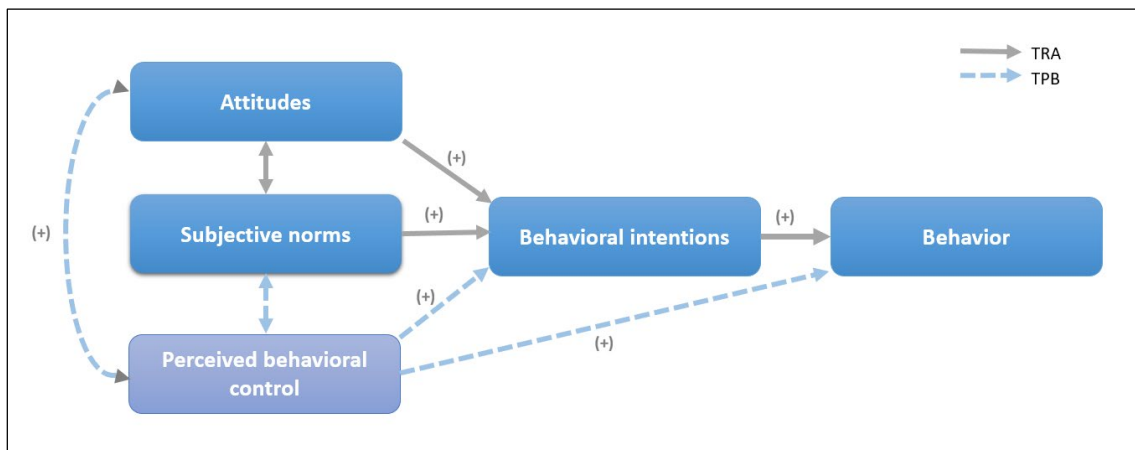 TRA
TPB
Attitudes
(+)
(+)
Subjective norms
(+)
Behavioral intentions
(+)
Behavior
(+)
(+)
Perceived behavioral
control